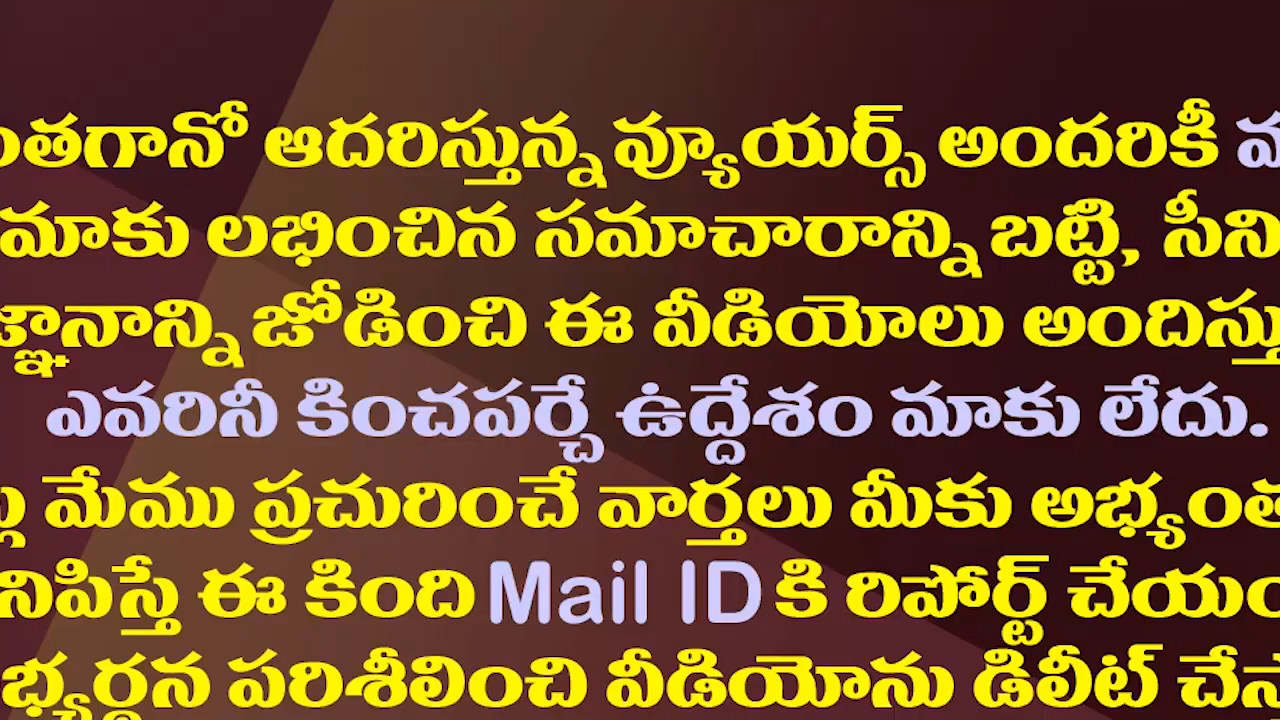 ంతగానో ఆదరిస్తున్న వ్యూయర్స్ అందరికీ
మాకు లభించిన సమాచారాన్ని బట్టి, సీని
జ్ఞానాన్ని జోడించి ఈ వీడియోలు అందిస్తు
ఎవరినీ కించపర్చే ఉద్దేశం మాకు లేదు.
మేము ప్రచురించే వార్తలు మీకు అభ్యంత
నిపిస్తే ఈ కింది Mail ID కి రిపోర్ట్ చేయం
భ్యర్ధన పరిశీలించి వీడియోను డిలీట్ చేస